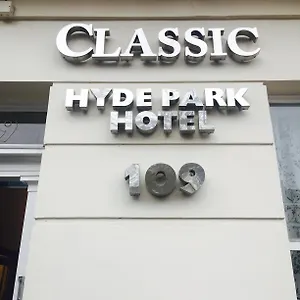 CLASSIC
HYDE PARK
HOTEL
109